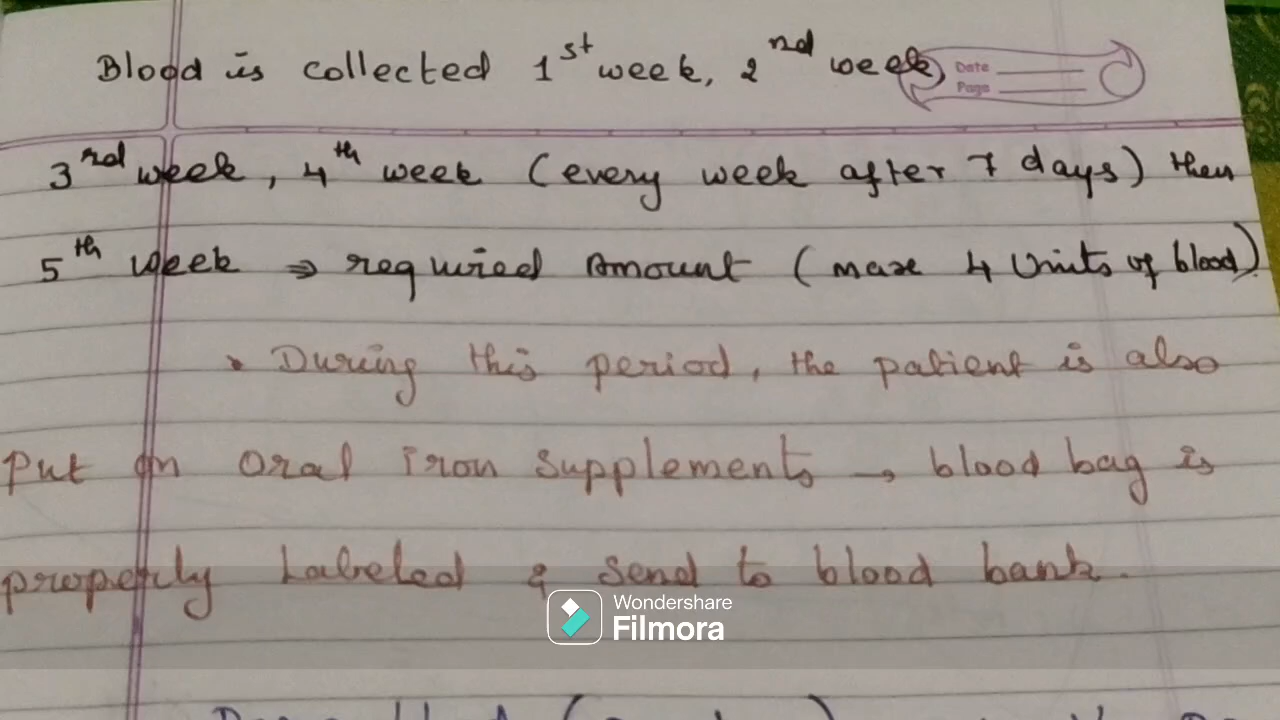 Blood is collected 1st week, 2nd week,
Date
Page
3rd week, 4th week (every week after 7 days) then
5th week ⇒ required Amount (max 4 Units of blood)
• During this period, the patient is also
put on oral iron supplements → blood bag is
properly Labeled & send to blood bank.
Wondershare
Filmora